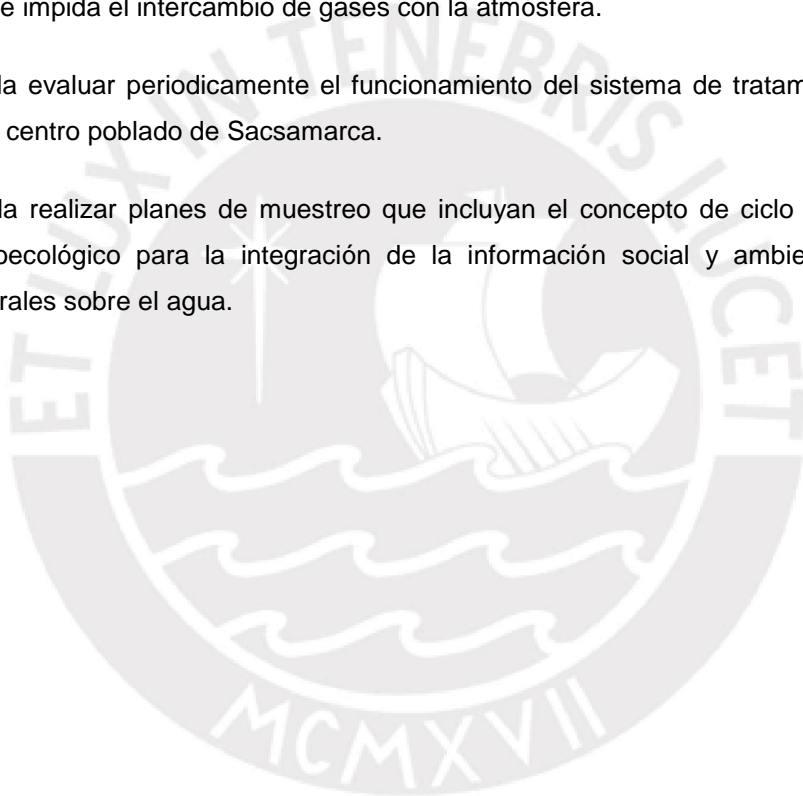 e impida el intercambio de gases con la atmósfera.
la evaluar periodicamente el funcionamiento del sistema de tratam
centro poblado de Sacsamarca.
la realizar planes de muestreo que incluyan el concepto de ciclo
oecológico para la integración de la información social y ambie
rales sobre el agua.
ET LUX IN TENEBRIS LUCET
MCMXVII